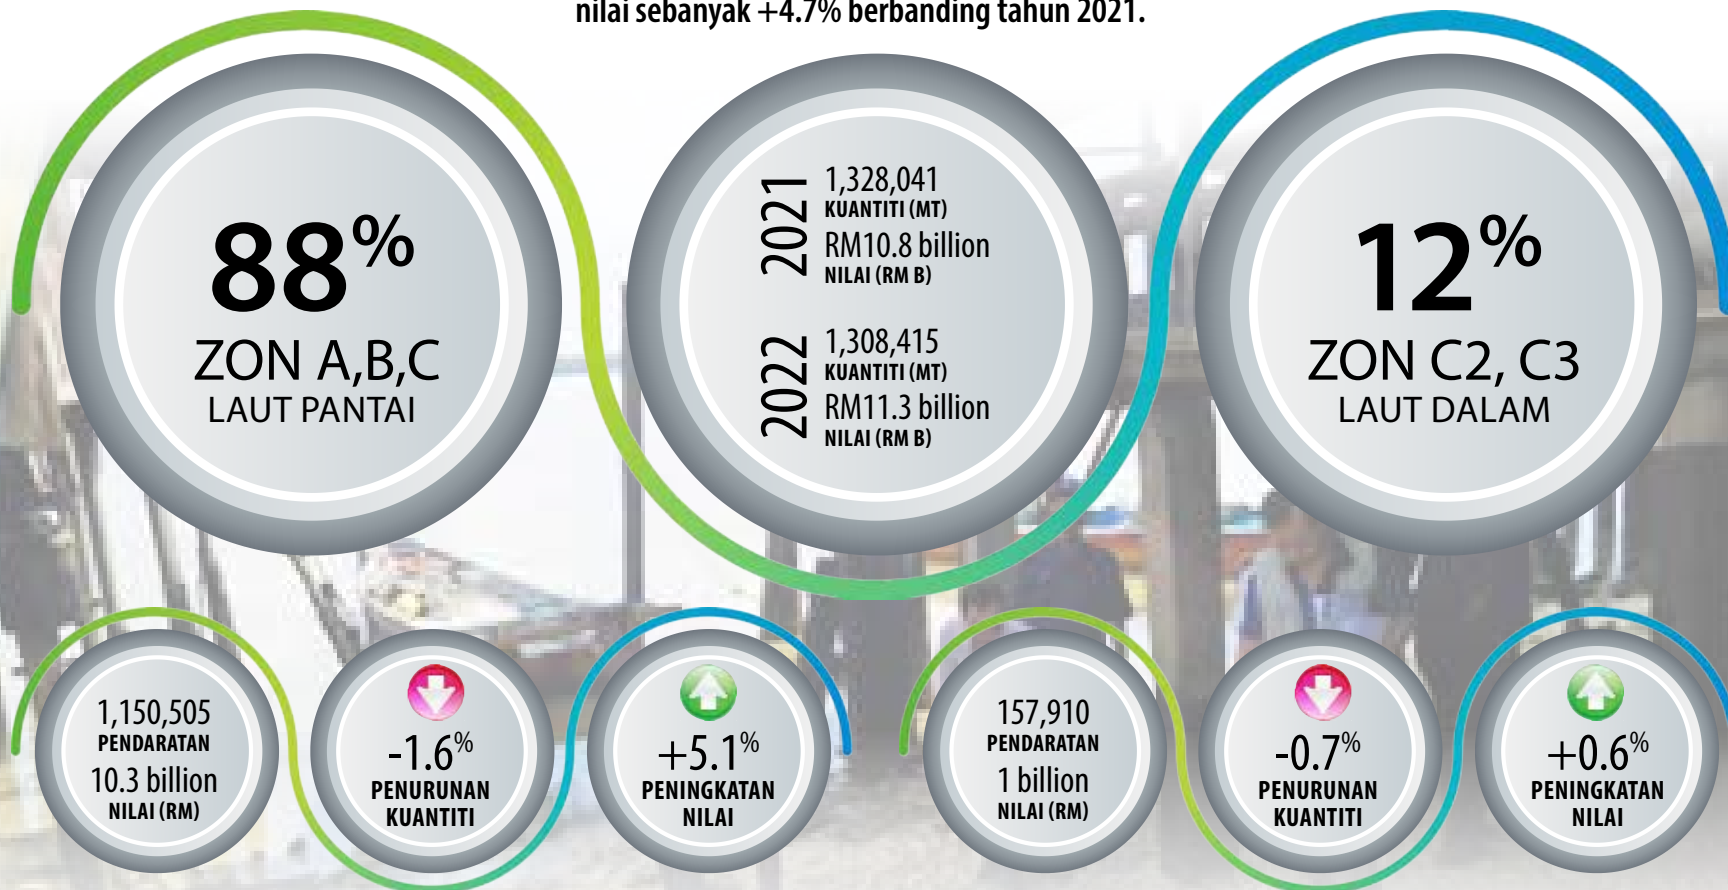 nilai sebanyak +4.7% berbanding tahun 2021.
88%
ZON A,B,C
LAUT PANTAI
2021
1,328,041
KUANTITI (MT)
RM10.8 billion
NILAI (RM B)
2022
1,308,415
KUANTITI (MT)
RM11.3 billion
NILAI (RM B)
12%
ZON C2, C3
LAUT DALAM
1,150,505
PENDARATAN
10.3 billion
NILAI (RM)
-1.6%
PENURUNAN
KUANTITI
+5.1%
PENINGKATAN
NILAI
157,910
PENDARATAN
1 billion
NILAI (RM)
-0.7%
PENURUNAN
KUANTITI
+0.6%
PENINGKATAN
NILAI